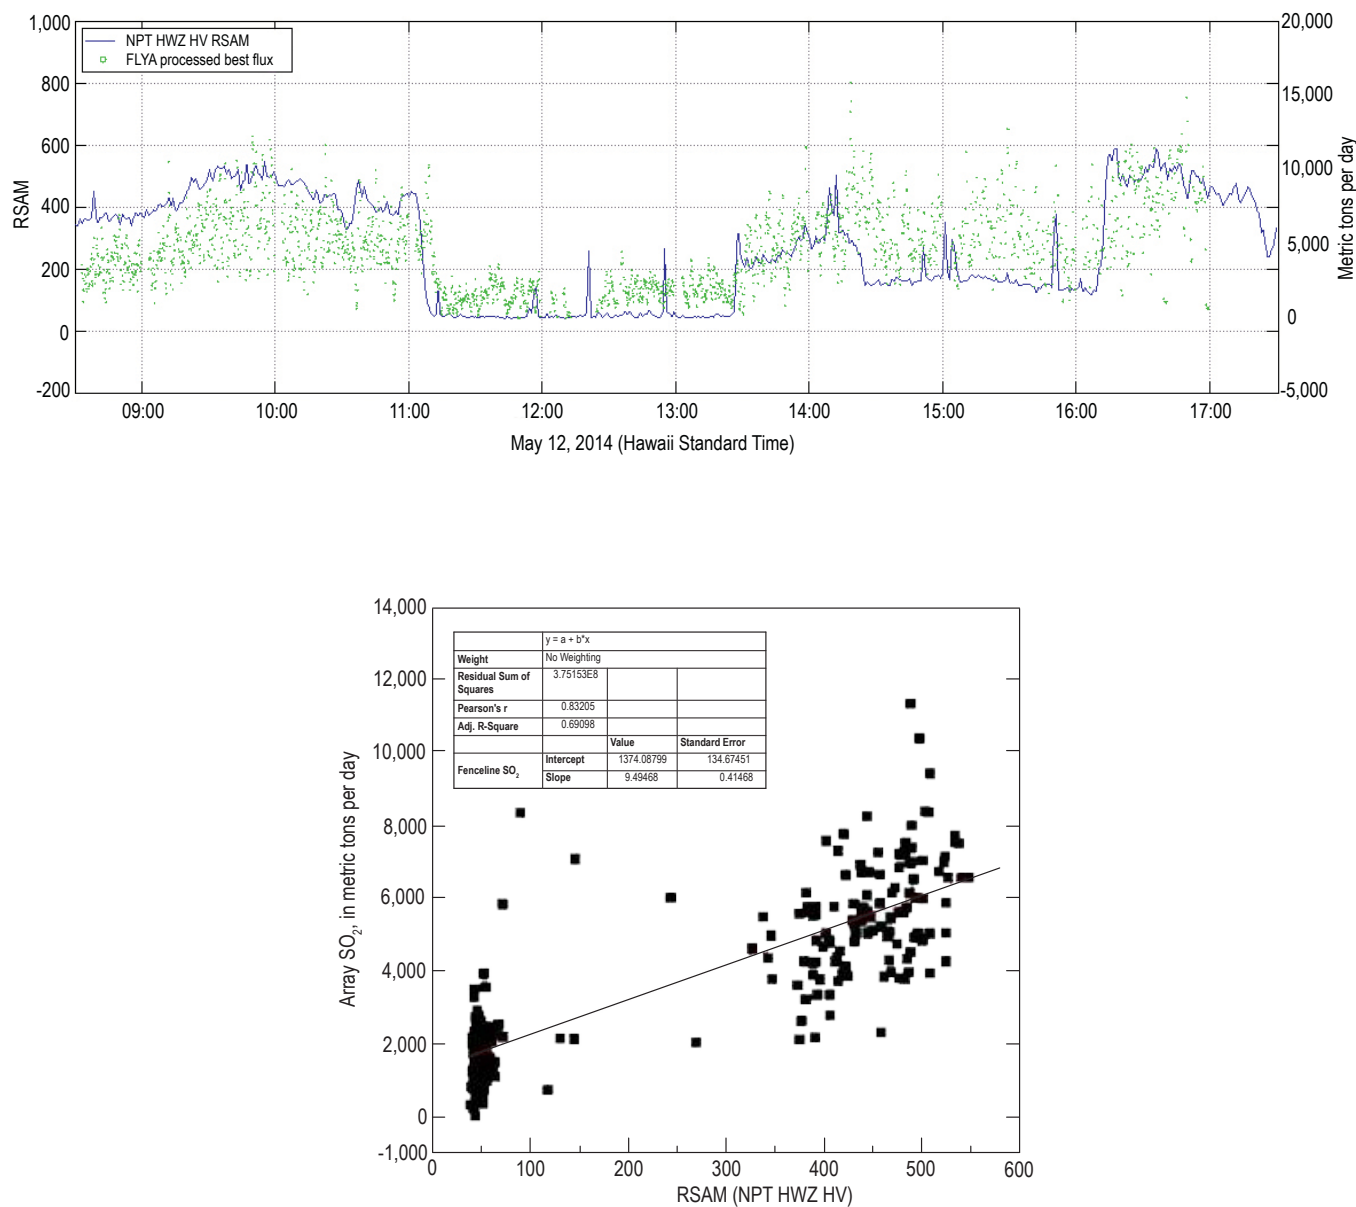 1,000
800
600
400
200
0
-200
RSAM
NPT HWZ HV RSAM
FLYA processed best flux
20,000
15,000
10,000
5,000
0
-5,000
Metric tons per day
09:00 10:00 11:00 12:00 13:00 14:00 15:00 16:00 17:00
May 12, 2014 (Hawaii Standard Time)
14,000
12,000
10,000
8,000
6,000
4,000
2,000
0
-1,000
Array SO2, in metric tons per day
y = a + b*x
Weight No Weighting
Residual Sum of
Squares
3.75153E8
Pearson's r 0.83205
Adj. R-Square 0.69098
Value Standard Error
Fenceline SO2
Intercept 1374.08799 134.67451
Slope 9.49468 0.41468
0 100 200 300 400 500 600
RSAM (NPT HWZ HV)